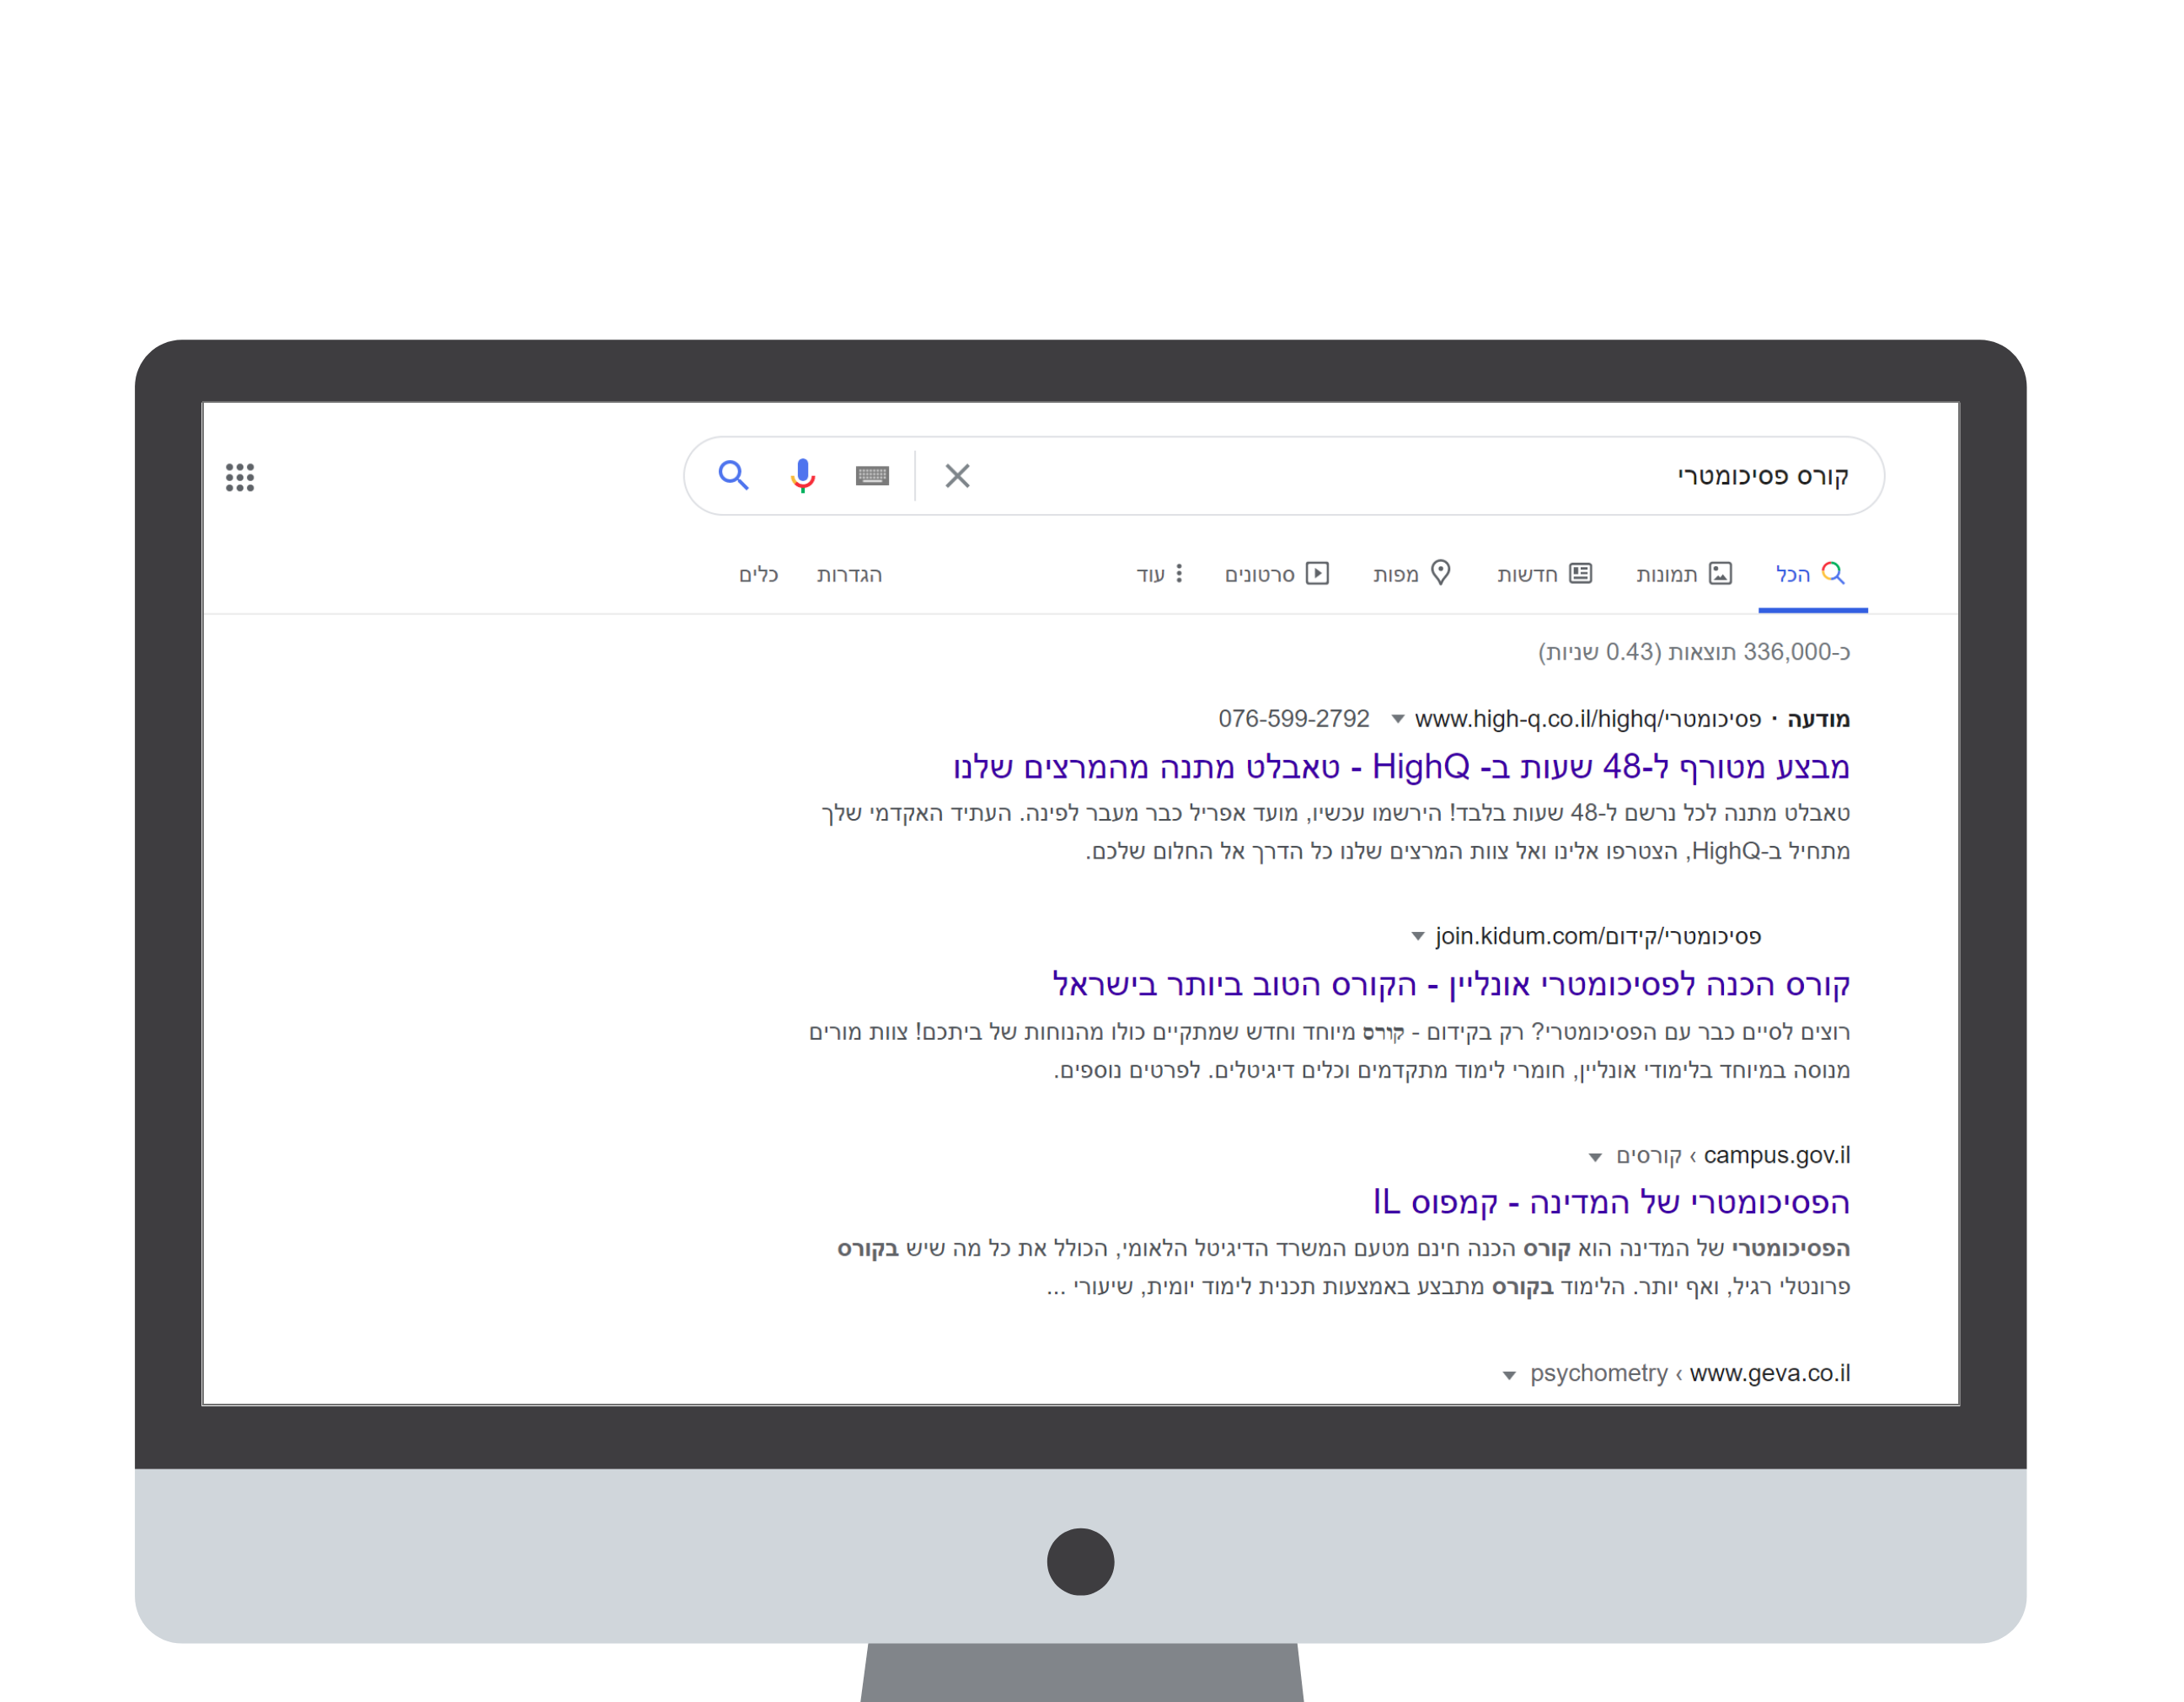 קורס פסיכומטרי
הכל תמונות חדשות מפות סרטונים עוד הגדרות כלים
כ-336,000 תוצאות (0.43 שניות)
מודעה · www.high-q.co.il/highq/פסיכומטרי 076-599-2792
מבצע מטורף ל-48 שעות ב- HighQ - טאבלט מתנה מהמרצים שלנו
טאבלט מתנה לכל נרשם ל-48 שעות בלבד! הירשמו עכשיו, מועד אפריל כבר מעבר לפינה. העתיד האקדמי שלך
מתחיל ב-HighQ, הצטרפו אלינו ואל צוות המרצים שלנו כל הדרך אל החלום שלכם.
join.kidum.com/קידום/פסיכומטרי
קורס הכנה לפסיכומטרי אונליין - הקורס הטוב ביותר בישראל
רוצים לסיים כבר עם הפסיכומטרי? רק בקידום - קורס מיוחד וחדש שמתקיים כולו מהנוחות של ביתכם! צוות מורים
מנוסה במיוחד בלימודי אונליין, חומרי לימוד מתקדמים וכלים דיגיטלים. לפרטים נוספים.
campus.gov.il › קורסים
הפסיכומטרי של המדינה - קמפוס IL
הפסיכומטרי של המדינה הוא קורס הכנה חינם מטעם המשרד הדיגיטל הלאומי, הכולל את כל מה שיש בקורס
פרונטלי רגיל, ואף יותר. הלימוד בקורס מתבצע באמצעות תכנית לימוד יומית, שיעורי ...
www.geva.co.il › psychometry